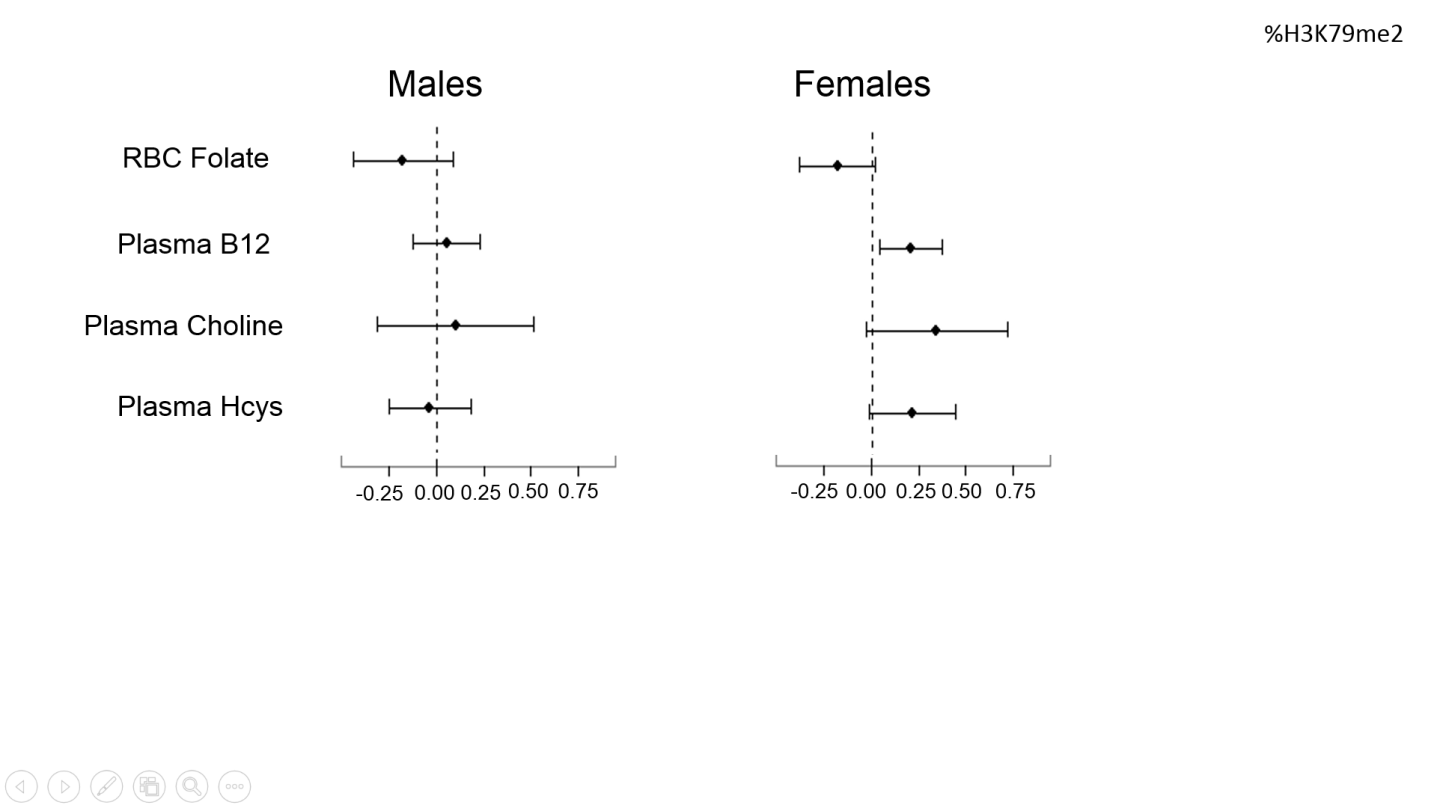 %H3K79me2
Males
Females
RBC Folate
Plasma B12
Plasma Choline
Plasma Hcys
-0.25 0.00 0.25 0.50 0.75
-0.25 0.00 0.25 0.50 0.75